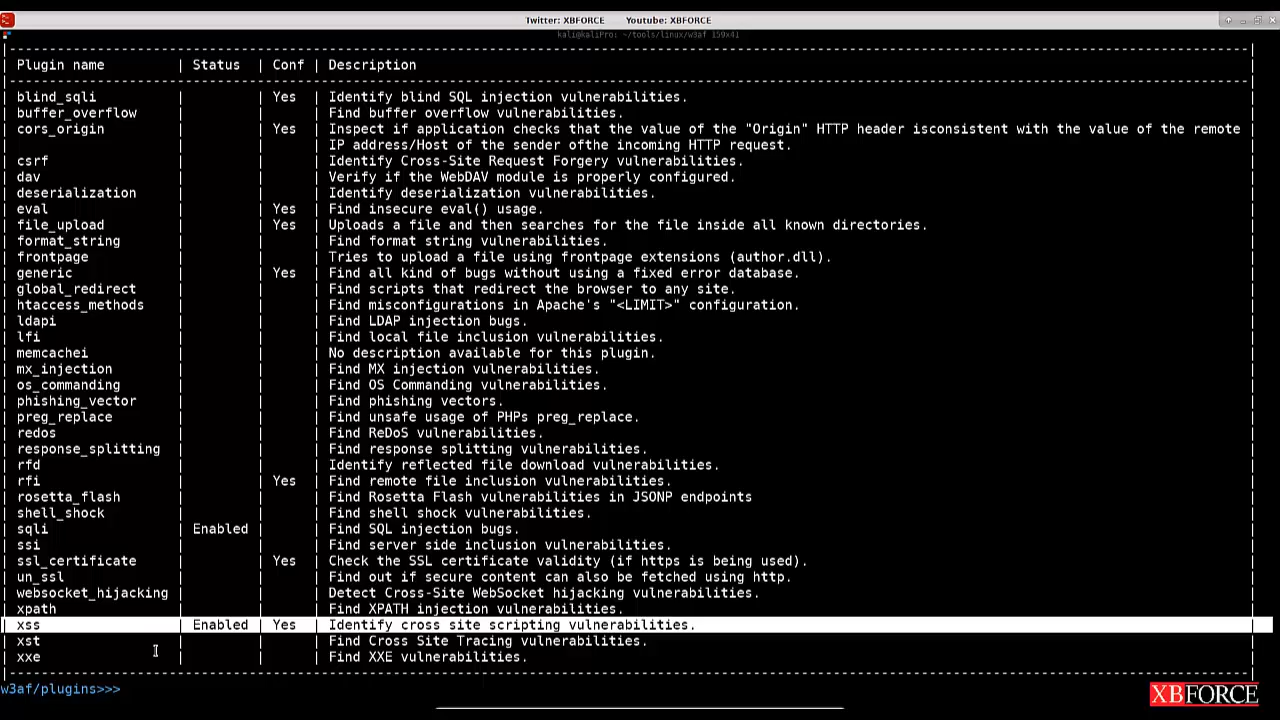 Twitter: XBFORCE Youtube: XBFORCE
kali@kaliPro: ~/tools/linux/w3af 159x41
| Plugin name | Status | Conf | Description |
| blind_sqli | | Yes | Identify blind SQL injection vulnerabilities. |
| buffer_overflow | | | Find buffer overflow vulnerabilities. |
| cors_origin | | Yes | Inspect if application checks that the value of the "Origin" HTTP header isconsistent with the value of the remote |
| | | | IP address/Host of the sender ofthe incoming HTTP request. |
| csrf | | | Identify Cross-Site Request Forgery vulnerabilities. |
| dav | | | Verify if the WebDAV module is properly configured. |
| deserialization | | | Identify deserialization vulnerabilities. |
| eval | | Yes | Find insecure eval() usage. |
| file_upload | | Yes | Uploads a file and then searches for the file inside all known directories. |
| format_string | | | Find format string vulnerabilities. |
| frontpage | | | Tries to upload a file using frontpage extensions (author.dll). |
| generic | | Yes | Find all kind of bugs without using a fixed error database. |
| global_redirect | | | Find scripts that redirect the browser to any site. |
| htaccess_methods | | | Find misconfigurations in Apache's "<LIMIT>" configuration. |
| ldapi | | | Find LDAP injection bugs. |
| lfi | | | Find local file inclusion vulnerabilities. |
| memcachei | | | No description available for this plugin. |
| mx_injection | | | Find MX injection vulnerabilities. |
| os_commanding | | | Find OS Commanding vulnerabilities. |
| phishing_vector | | | Find phishing vectors. |
| preg_replace | | | Find unsafe usage of PHPs preg_replace. |
| redos | | | Find ReDoS vulnerabilities. |
| response_splitting | | | Find response splitting vulnerabilities. |
| rfd | | | Identify reflected file download vulnerabilities. |
| rfi | | Yes | Find remote file inclusion vulnerabilities. |
| rosetta_flash | | | Find Rosetta Flash vulnerabilities in JSONP endpoints |
| shell_shock | | | Find shell shock vulnerabilities. |
| sqli | Enabled | | Find SQL injection bugs. |
| ssi | | | Find server side inclusion vulnerabilities. |
| ssl_certificate | | Yes | Check the SSL certificate validity (if https is being used). |
| un_ssl | | | Find out if secure content can also be fetched using http. |
| websocket_hijacking | | | Detect Cross-Site WebSocket hijacking vulnerabilities. |
| xpath | | | Find XPATH injection vulnerabilities. |
| xss | Enabled | Yes | Identify cross site scripting vulnerabilities. |
| xst | | | Find Cross Site Tracing vulnerabilities. |
| xxe | | | Find XXE vulnerabilities. |
w3af/plugins>>>
XBFORCE